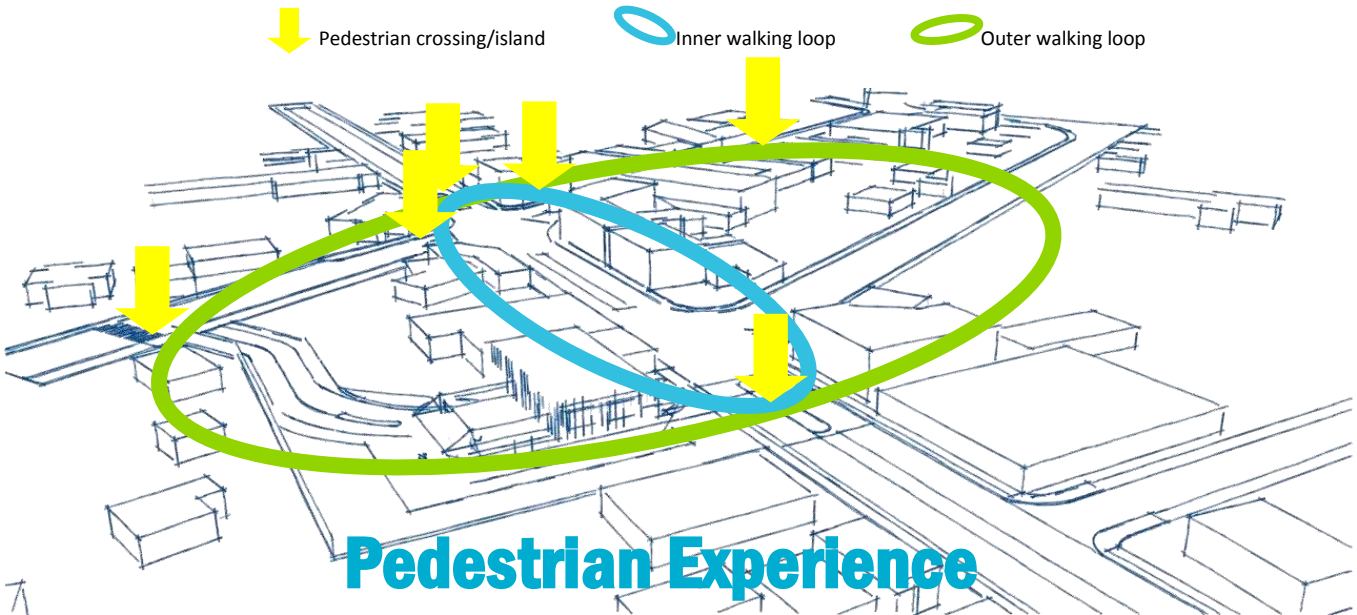 Pedestrian crossing/island
Inner walking loop
Outer walking loop
Pedestrian Experience